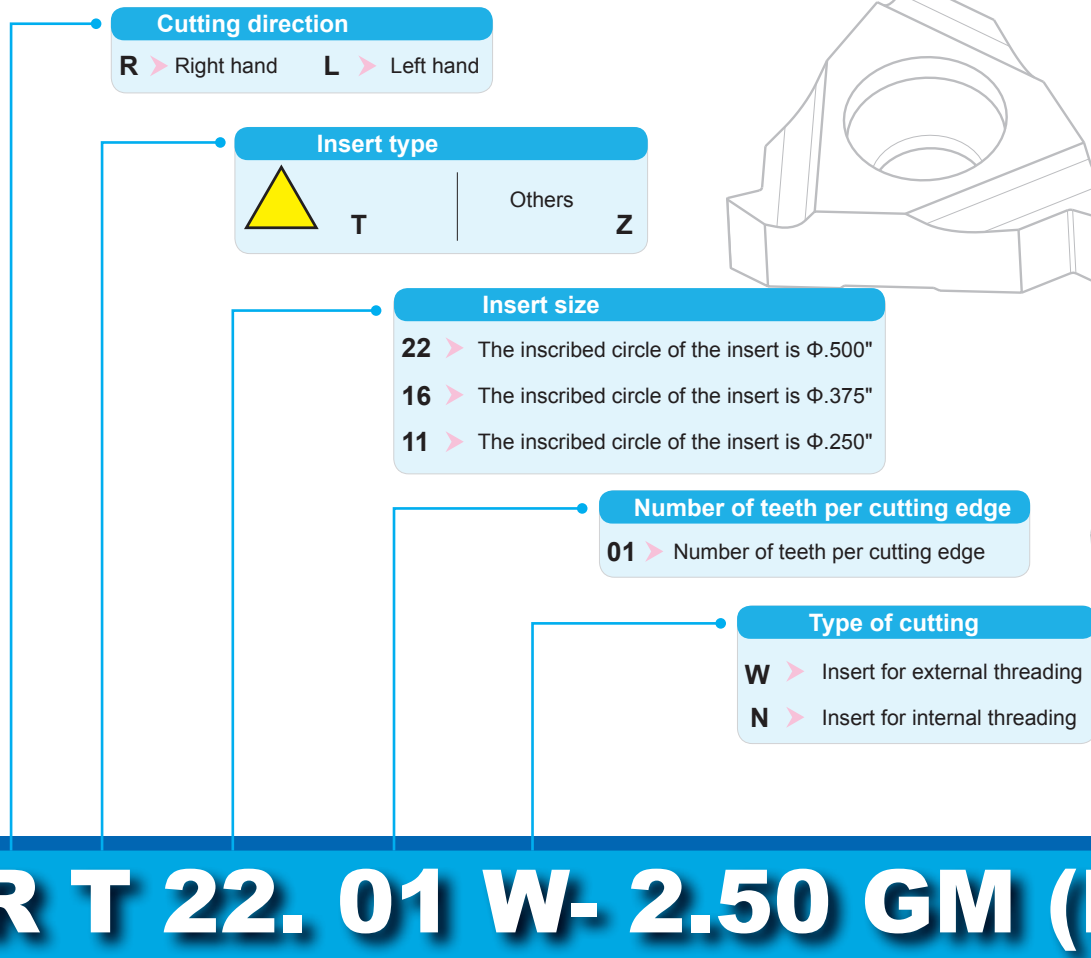 Cutting direction
R Right hand L Left hand
Insert type
T
Others
Z
Insert size
22 The inscribed circle of the insert is Φ.500"
16 The inscribed circle of the insert is Φ.375"
11 The inscribed circle of the insert is Φ.250"
Number of teeth per cutting edge
01 Number of teeth per cutting edge
Type of cutting
W Insert for external threading
N Insert for internal threading
R T 22. 01 W- 2.50 GM (